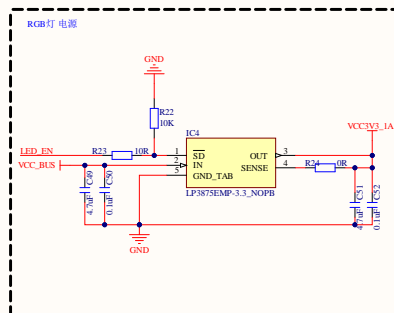 RGB灯 电源
GND
R22
10K
IC4
VCC3V3_1A
LED_EN
R23
10R
1
SD
OUT
3
VCC_BUS
2
IN
SENSE
4
R24
0R
5
GND_TAB
C49
4.7uF
C50
0.1uF
LP3875EMP-3.3_NOPB
C51
4.7uF
C52
0.1uF
GND